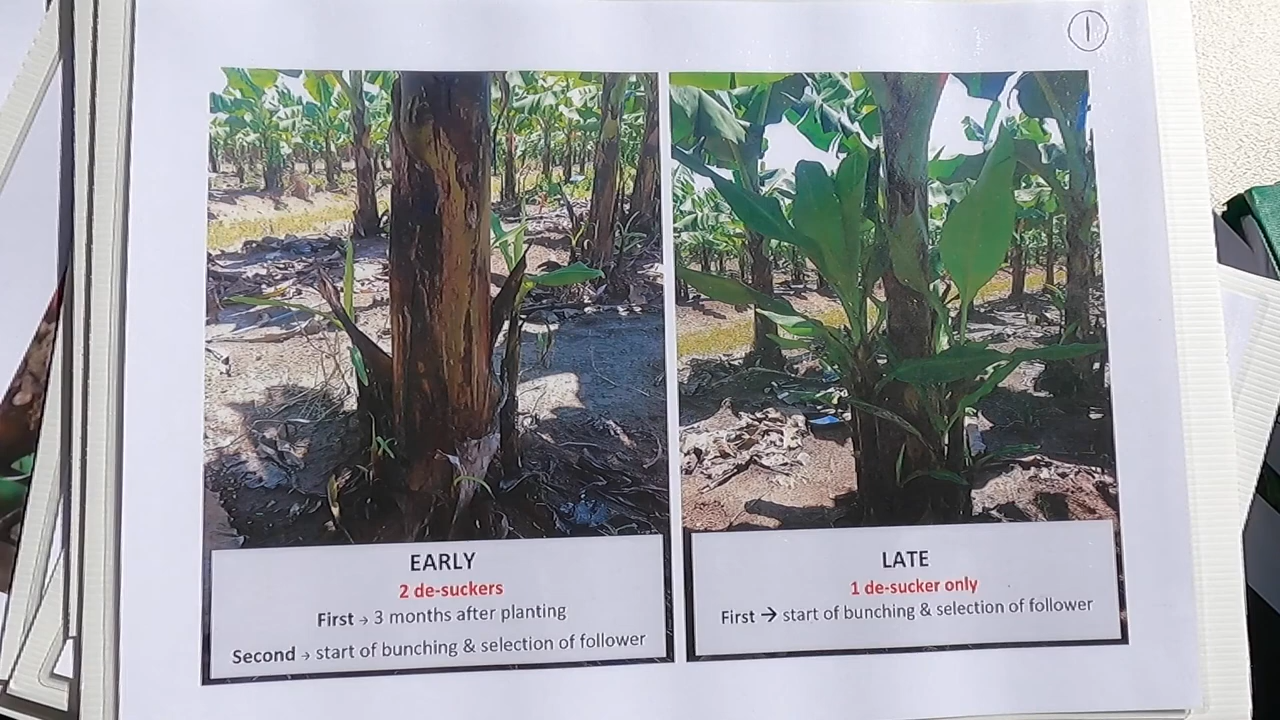 1
EARLY
2 de-suckers
First → 3 months after planting
Second → start of bunching & selection of follower
LATE
1 de-sucker only
First → start of bunching & selection of follower